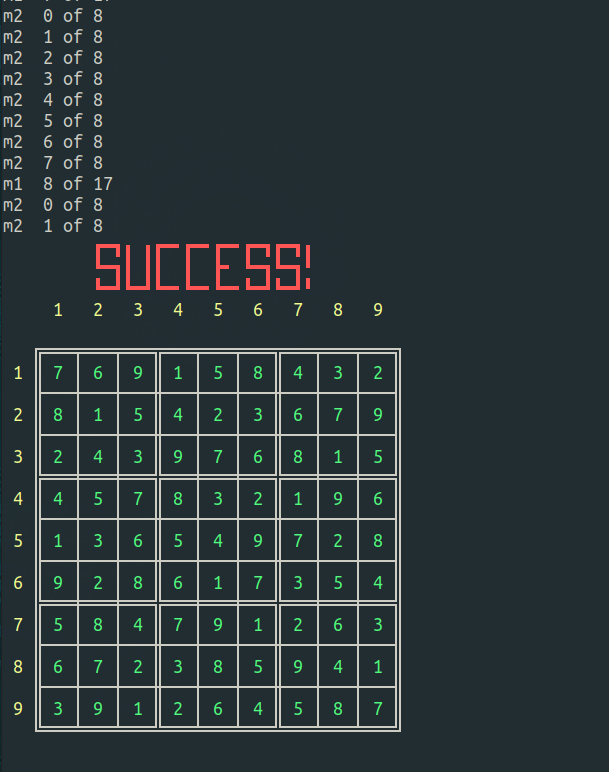 m2  0 of 8
m2  1 of 8
m2  2 of 8
m2  3 of 8
m2  4 of 8
m2  5 of 8
m2  6 of 8
m2  7 of 8
m1  8 of 17
m2  0 of 8
m2  1 of 8
SUCCESS!
1 2 3 4 5 6 7 8 9
1 7 6 9 1 5 8 4 3 2
2 8 1 5 4 2 3 6 7 9
3 2 4 3 9 7 6 8 1 5
4 4 5 7 8 3 2 1 9 6
5 1 3 6 5 4 9 7 2 8
6 9 2 8 6 1 7 3 5 4
7 5 8 4 7 9 1 2 6 3
8 6 7 2 3 8 5 9 4 1
9 3 9 1 2 6 4 5 8 7